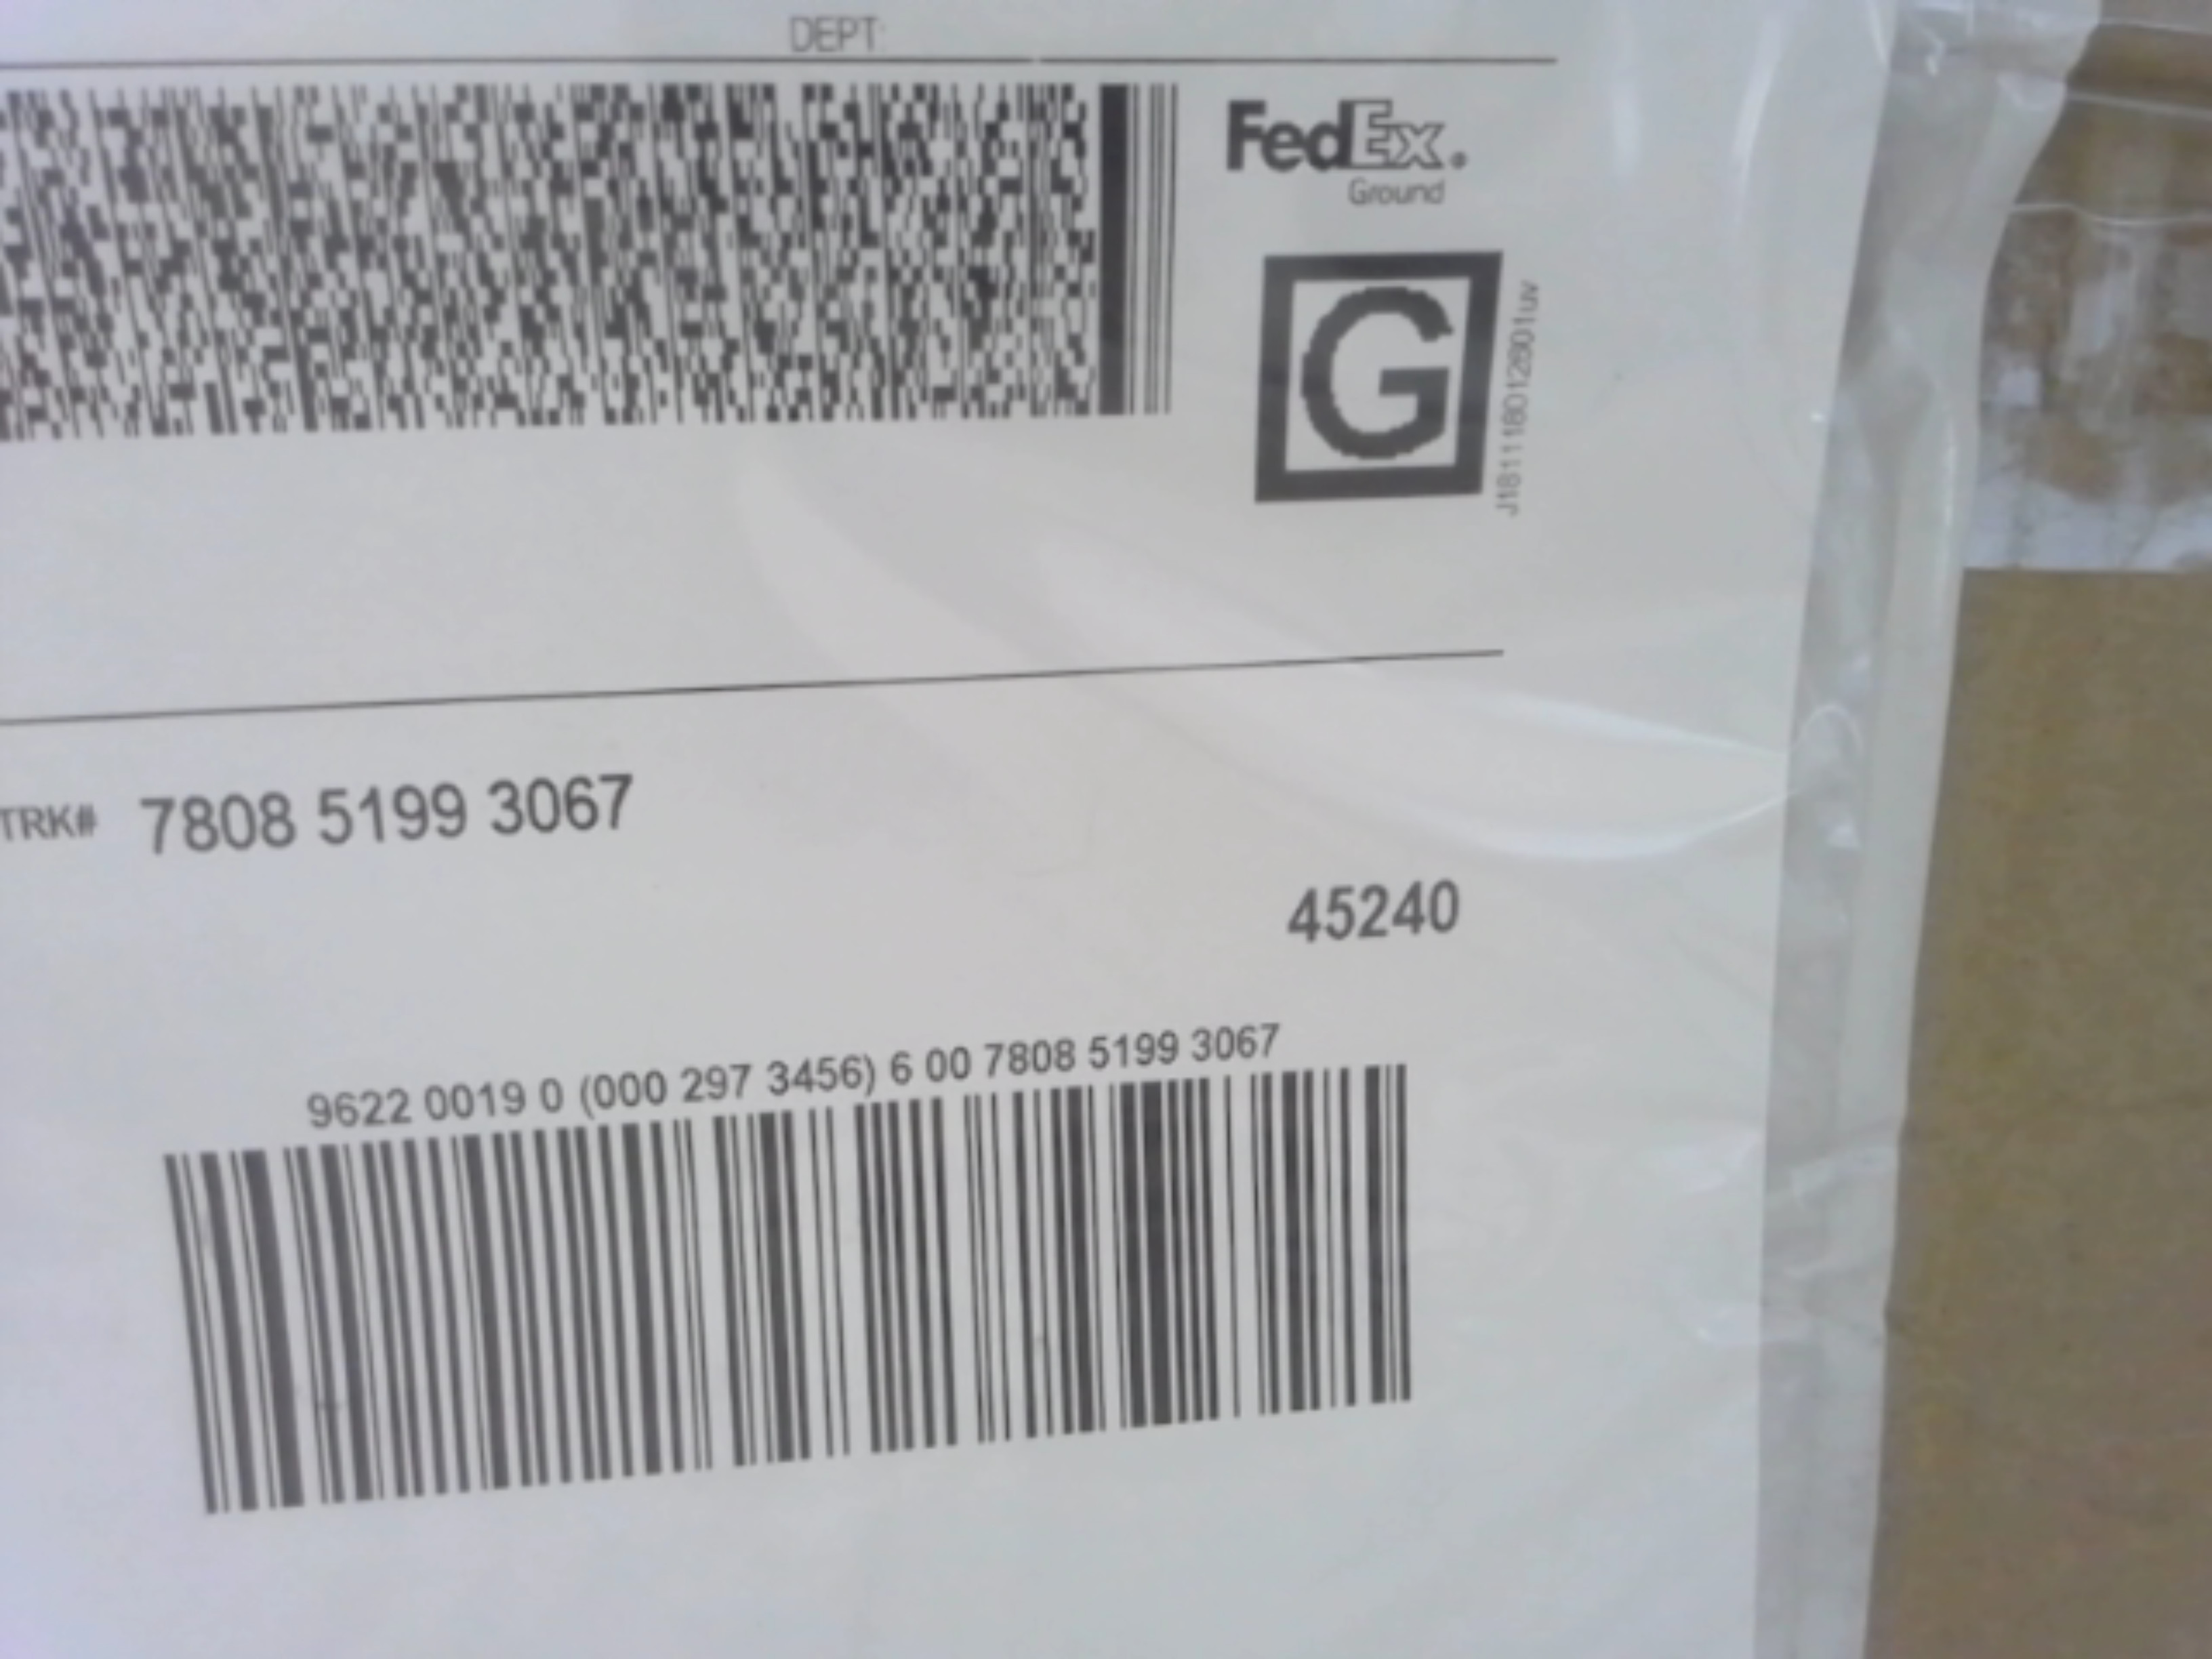 DEPT:
FedEx.
Ground
G
J181118012601uv
TRK# 7808 5199 3067
45240
9622 0019 0 (000 297 3456) 6 00 7808 5199 3067